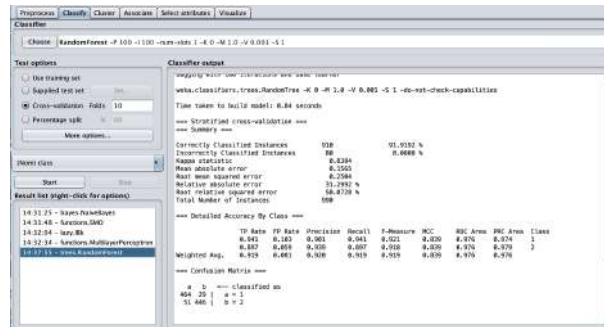 Preprocess Classify Cluster Associate Select attributes Visualize
Classifier
Choose RandomForest -P 100 -I 100 -num-slots 1 -K 0 -M 1.0 -V 0.001 -S 1
Test options
Use training set
Supplied test set
Cross-validation Folds 10
Percentage split
More options...
(Nom) class
Start
Stop
Result list (right-click for options)
14:31:25 - bayes.NaiveBayes
14:31:48 - functions.SMO
14:32:04 - lazy.IBk
14:32:34 - functions.MultilayerPerceptron
trees.RandomForest
Classifier output
Bagging with 100 iterations and base learner
weka.classifiers.trees.RandomTree -K 0 -M 1.0 -V 0.001 -S 1 -do-not-check-capabilities
Time taken to build model: 0.84 seconds
=== Stratified cross-validation ===
=== Summary ===
Correctly Classified Instances 910 91.9192 %
Incorrectly Classified Instances 80 %
Kappa statistic 0.8384
Mean absolute error 0.1565
Root mean squared error 0.2504
Relative absolute error 31.2992 %
Root relative squared error 50.0728 %
Total Number of Instances 990
=== Detailed Accuracy By Class ===
TP Rate FP Rate Precision Recall F-Measure MCC ROC Area PRC Area Class
0.941 0.103 0.901 0.941 0.921 0.839 0.976 0.974 1
0.897 0.059 0.939 0.897 0.918 0.839 0.976 0.979 2
Weighted Avg. 0.919 0.081 0.920 0.919 0.919 0.839 0.976 0.976
=== Confusion Matrix ===
a b <-- classified as
464 29 | a = 1
51 446 | b = 2